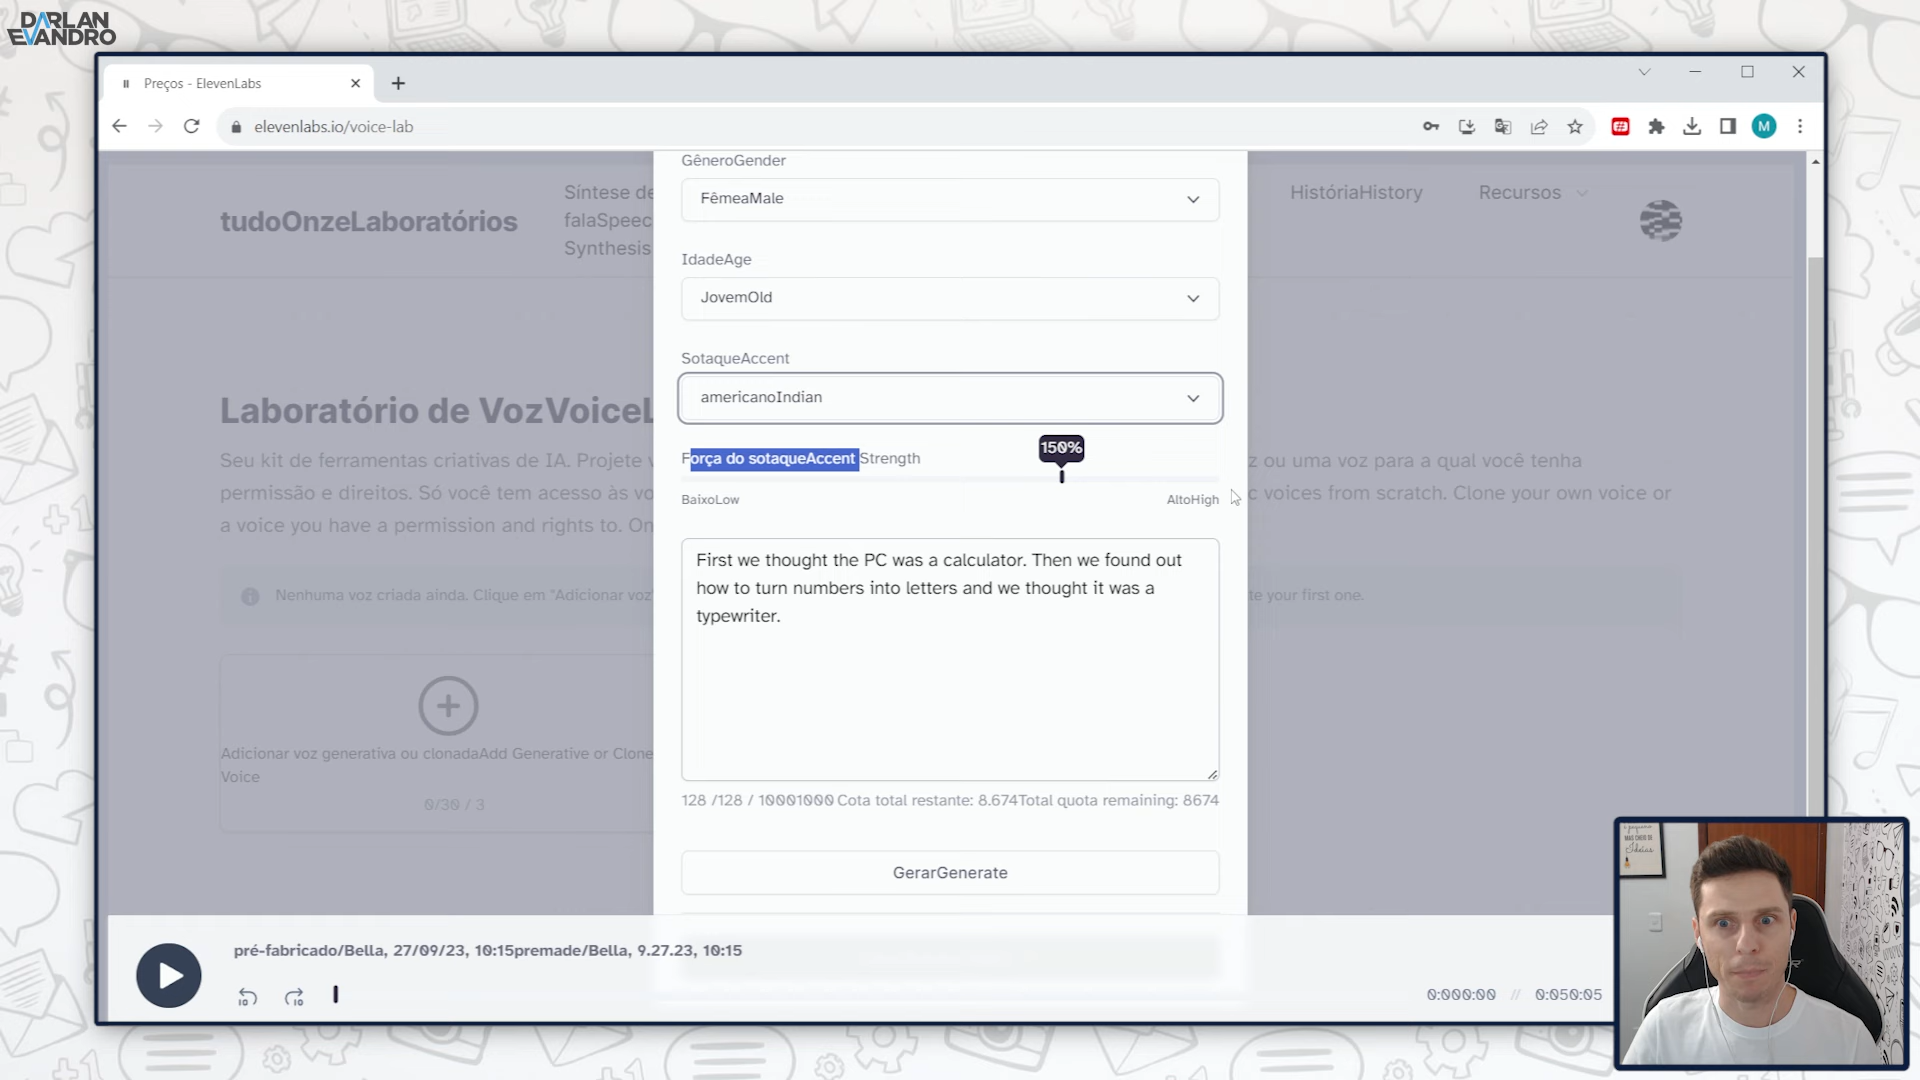 DARLAN
EVANDRO
Preços - ElevenLabs
elevenlabs.io/voice-lab
M
GêneroGender
FêmeaMale
tudoOnzeLaboratórios
Síntese de
falaSpeec
Synthesis
HistóriaHistory
Recursos
IdadeAge
JovemOld
SotaqueAccent
americanoIndian
Laboratório de VozVoiceL
Força do sotaqueAccent Strength
150%
BaixoLow
AltoHigh
Seu kit de ferramentas criativas de IA. Projete v
z ou uma voz para a qual você tenha
permissão e direitos. Só você tem acesso às vo
c voices from scratch. Clone your own voice or
a voice you have a permission and rights to. On
First we thought the PC was a calculator. Then we found out
how to turn numbers into letters and we thought it was a
typewriter.
Nenhuma voz criada ainda. Clique em "Adicionar voz"
te your first one.
Adicionar voz generativa ou clonadaAdd Generative or Clone
Voice
0/30 / 3
128 /128 / 10001000 Cota total restante: 8.674Total quota remaining: 8674
GerarGenerate
pré-fabricado/Bella, 27/09/23, 10:15premade/Bella, 9.27.23, 10:15
10
10
0:000:00 // 0:050:05
MAS CHEIO DE
Ideias